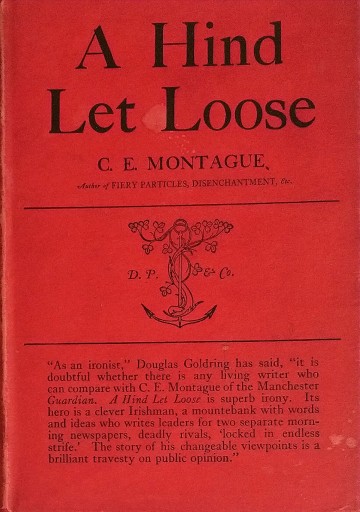 A Hind
Let Loose
C. E. MONTAGUE,
Author of FIERY PARTICLES, DISENCHANTMENT, &c.
D. P. & Co.
"As an ironist," Douglas Goldring has said, "it is
doubtful whether there is any living writer who
can compare with C. E. Montague of the Manchester
Guardian. A Hind Let Loose is superb irony. Its
hero is a clever Irishman, a mountebank with words
and ideas who writes leaders for two separate morn-
ing newspapers, deadly rivals, 'locked in endless
strife.' The story of his changeable viewpoints is a
brilliant travesty on public opinion."